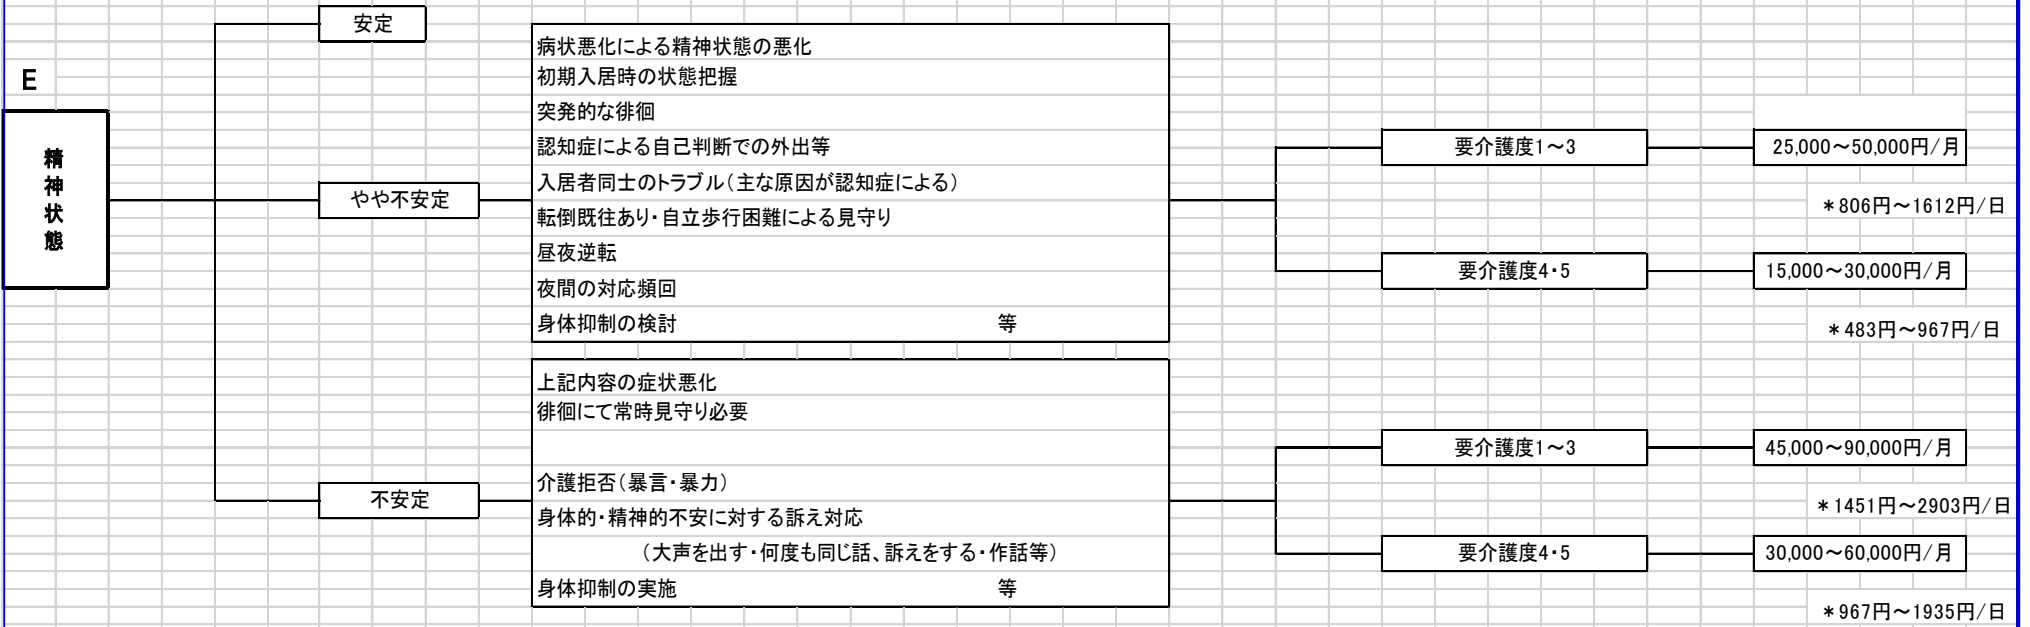 E
精神状態
安定
やや不安定
病状悪化による精神状態の悪化
初期入居時の状態把握
突発的な徘徊
認知症による自己判断での外出等
入居者同士のトラブル（主な原因が認知症による）
転倒既往あり・自立歩行困難による見守り
昼夜逆転
夜間の対応頻回
身体抑制の検討 等
要介護度1～3
25,000～50,000円/月
＊806円～1612円/日
要介護度4・5
15,000～30,000円/月
＊483円～967円/日
不安定
上記内容の症状悪化
徘徊にて常時見守り必要
介護拒否（暴言・暴力）
身体的・精神的不安に対する訴え対応
（大声を出す・何度も同じ話、訴えをする・作話等）
身体抑制の実施 等
要介護度1～3
45,000～90,000円/月
＊1451円～2903円/日
要介護度4・5
30,000～60,000円/月
＊967円～1935円/日